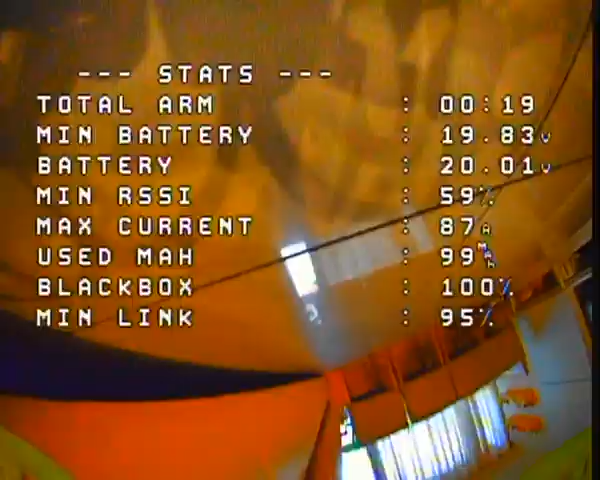 --- STATS ---
TOTAL ARM : 00:19
MIN BATTERY : 19.83V
BATTERY : 20.01V
MIN RSSI : 59%
MAX CURRENT : 87A
USED MAH : 99MAH
BLACKBOX : 100%
MIN LINK : 95%